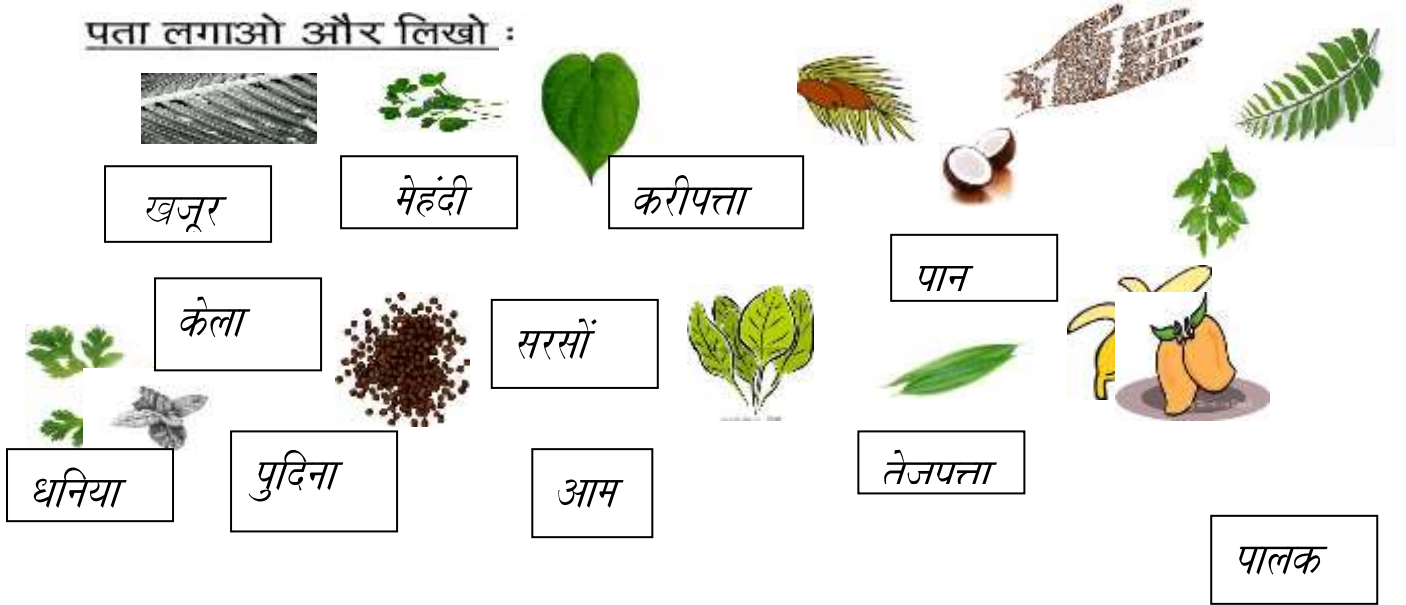 पता लगाओ और लिखो :
खजूर
मेहंदी
करीपत्ता
पान
केला
सरसों
धनिया
पुदिना
आम
तेजपत्ता
पालक